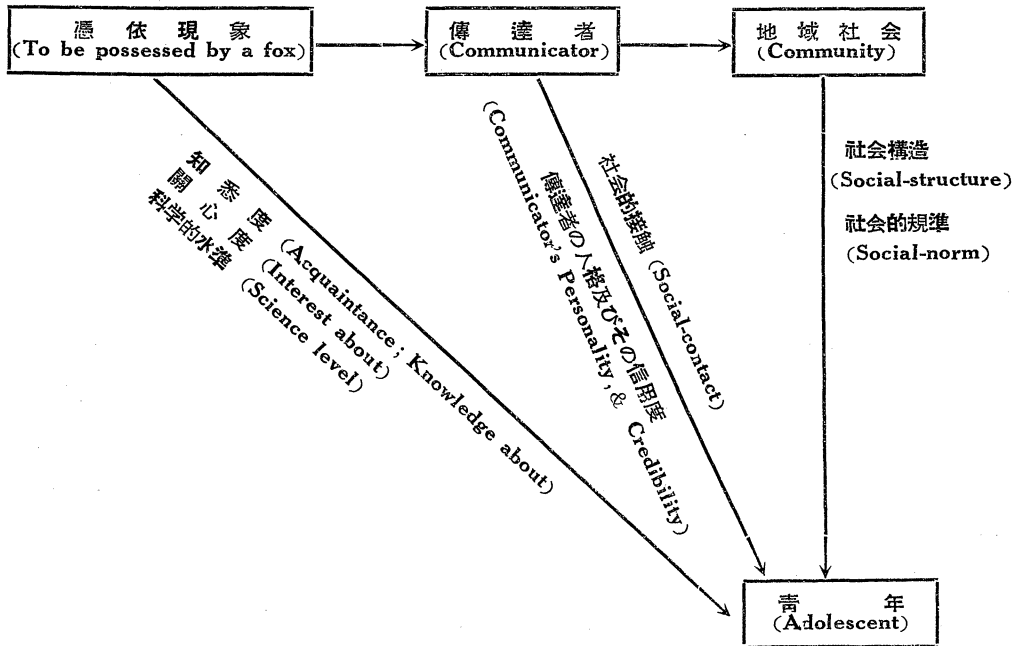 憑依現象
(To be possessed by a fox)
傳達者
(Communicator)
地域社会
(Community)
知悉度 (Acquaintance; Knowledge about)
關心度 (Interest about)
科学的水準 (Science level)
社会的接触 (Social-contact)
傳達者の人格及びその信用度
(Communicator's Personality, & Credibility)
社会構造
(Social-structure)
社会的規準
(Social-norm)
靑年
(Adolescent)